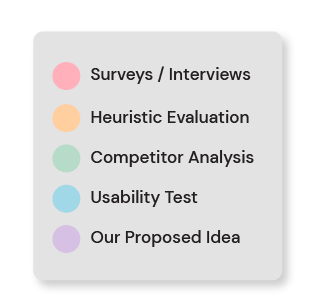 Surveys / Interviews
Heuristic Evaluation
Competitor Analysis
Usability Test
Our Proposed Idea